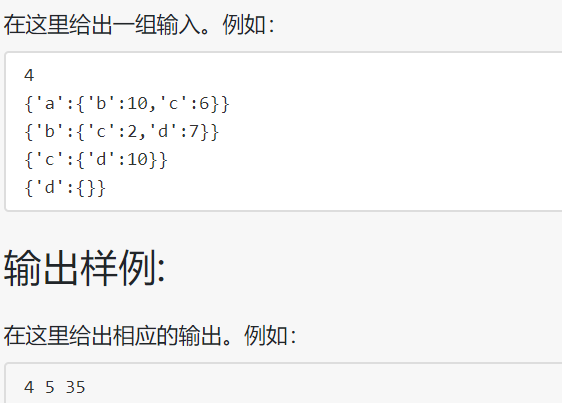 在这里给出一组输入。例如：
4
{'a':{'b':10,'c':6}}
{'b':{'c':2,'d':7}}
{'c':{'d':10}}
{'d':{}}
输出样例:
在这里给出相应的输出。例如：
4 5 35